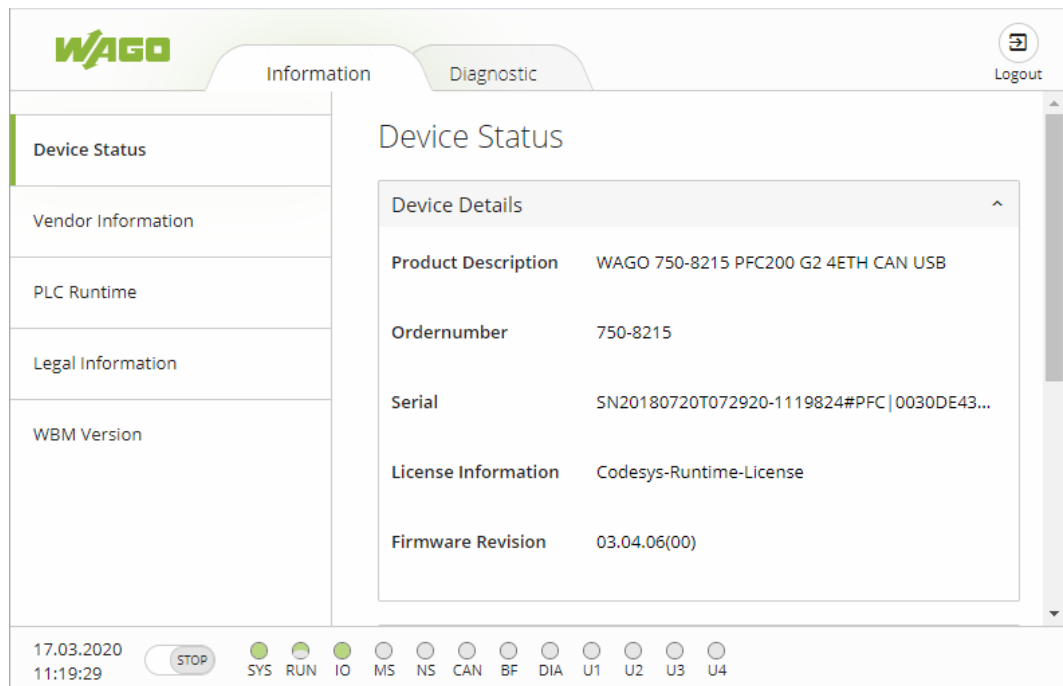 WAGO
Information
Diagnostic
Logout
Device Status
Vendor Information
PLC Runtime
Legal Information
WBM Version
Device Status
Device Details
Product Description WAGO 750-8215 PFC200 G2 4ETH CAN USB
Ordernumber 750-8215
Serial SN20180720T072920-1119824#PFC|0030DE43...
License Information Codesys-Runtime-License
Firmware Revision 03.04.06(00)
17.03.2020
11:19:29
STOP
SYS RUN IO MS NS CAN BF DIA U1 U2 U3 U4